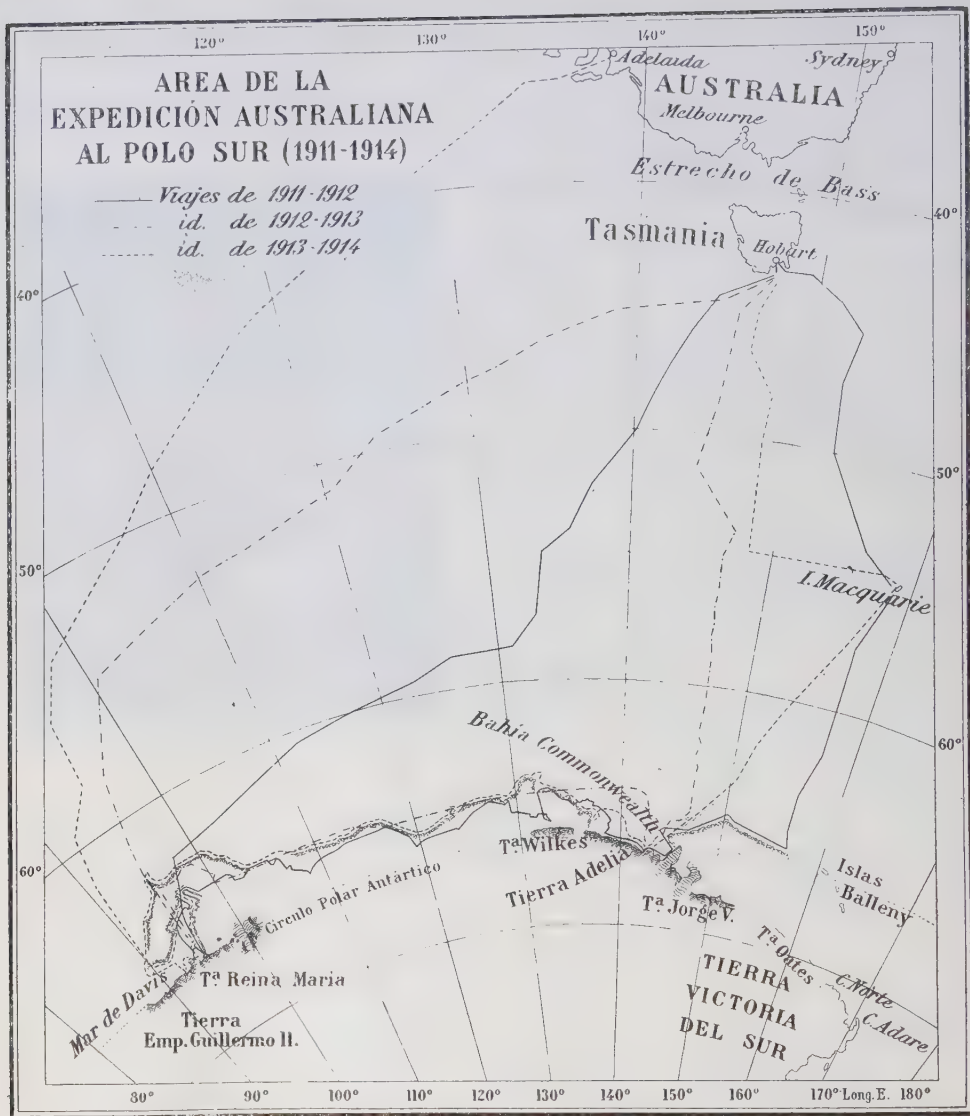 120° 130° 140° 150°
AREA DE LA
EXPEDICIÓN AUSTRALIANA
AL POLO SUR (1911-1914)
Viajes de 1911-1912
id. de 1912-1913
id. de 1913-1914
Adelaida
Sydney
AUSTRALIA
Melbourne
Estrecho de Bass
Tasmania
Hobart
40°
40°
50°
50°
I. Macquarie
60°
60°
Bahia Commonwealth
Tª Wilkes
Tierra Adelia
Circulo Polar Antártico
Islas
Balleny
Tª Jorge V.
Tª Oates
C. Norte
C. Adare
TIERRA
VICTORIA
DEL SUR
Mar de Davis
Tª Reina Maria
Tierra
Emp. Guillermo II.
80° 90° 100° 110° 120° 130° 140° 150° 160° 170° Long. E. 180°